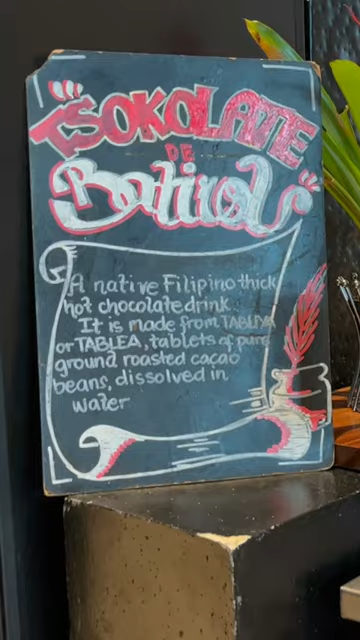 TSOKOLATE
DE
Batirol
A native Filipino thick
hot chocolate drink
It is made from TABLIYA
or TABLEA, tablets of pure
ground roasted cacao
beans, dissolved in
water